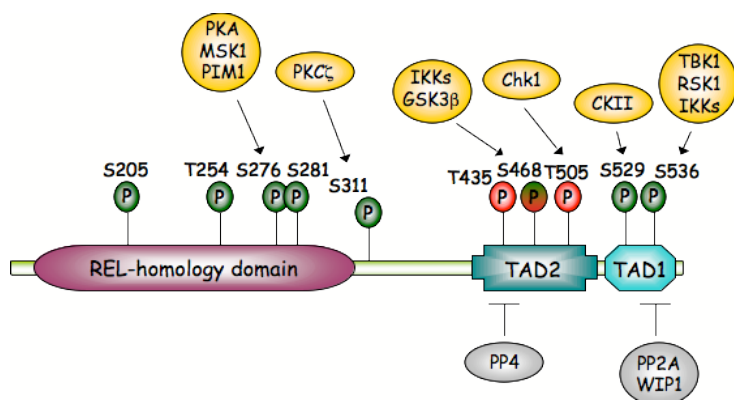 PKA
MSK1
PIM1
PKCζ
IKKs
GSK3β
Chk1
CKII
TBK1
RSK1
IKKs
S205
T254
S276
S281
S311
T435
S468
T505
S529
S536
P
P
P
P
P
P
P
P
P
P
REL-homology domain
TAD2
TAD1
PP4
PP2A
WIP1